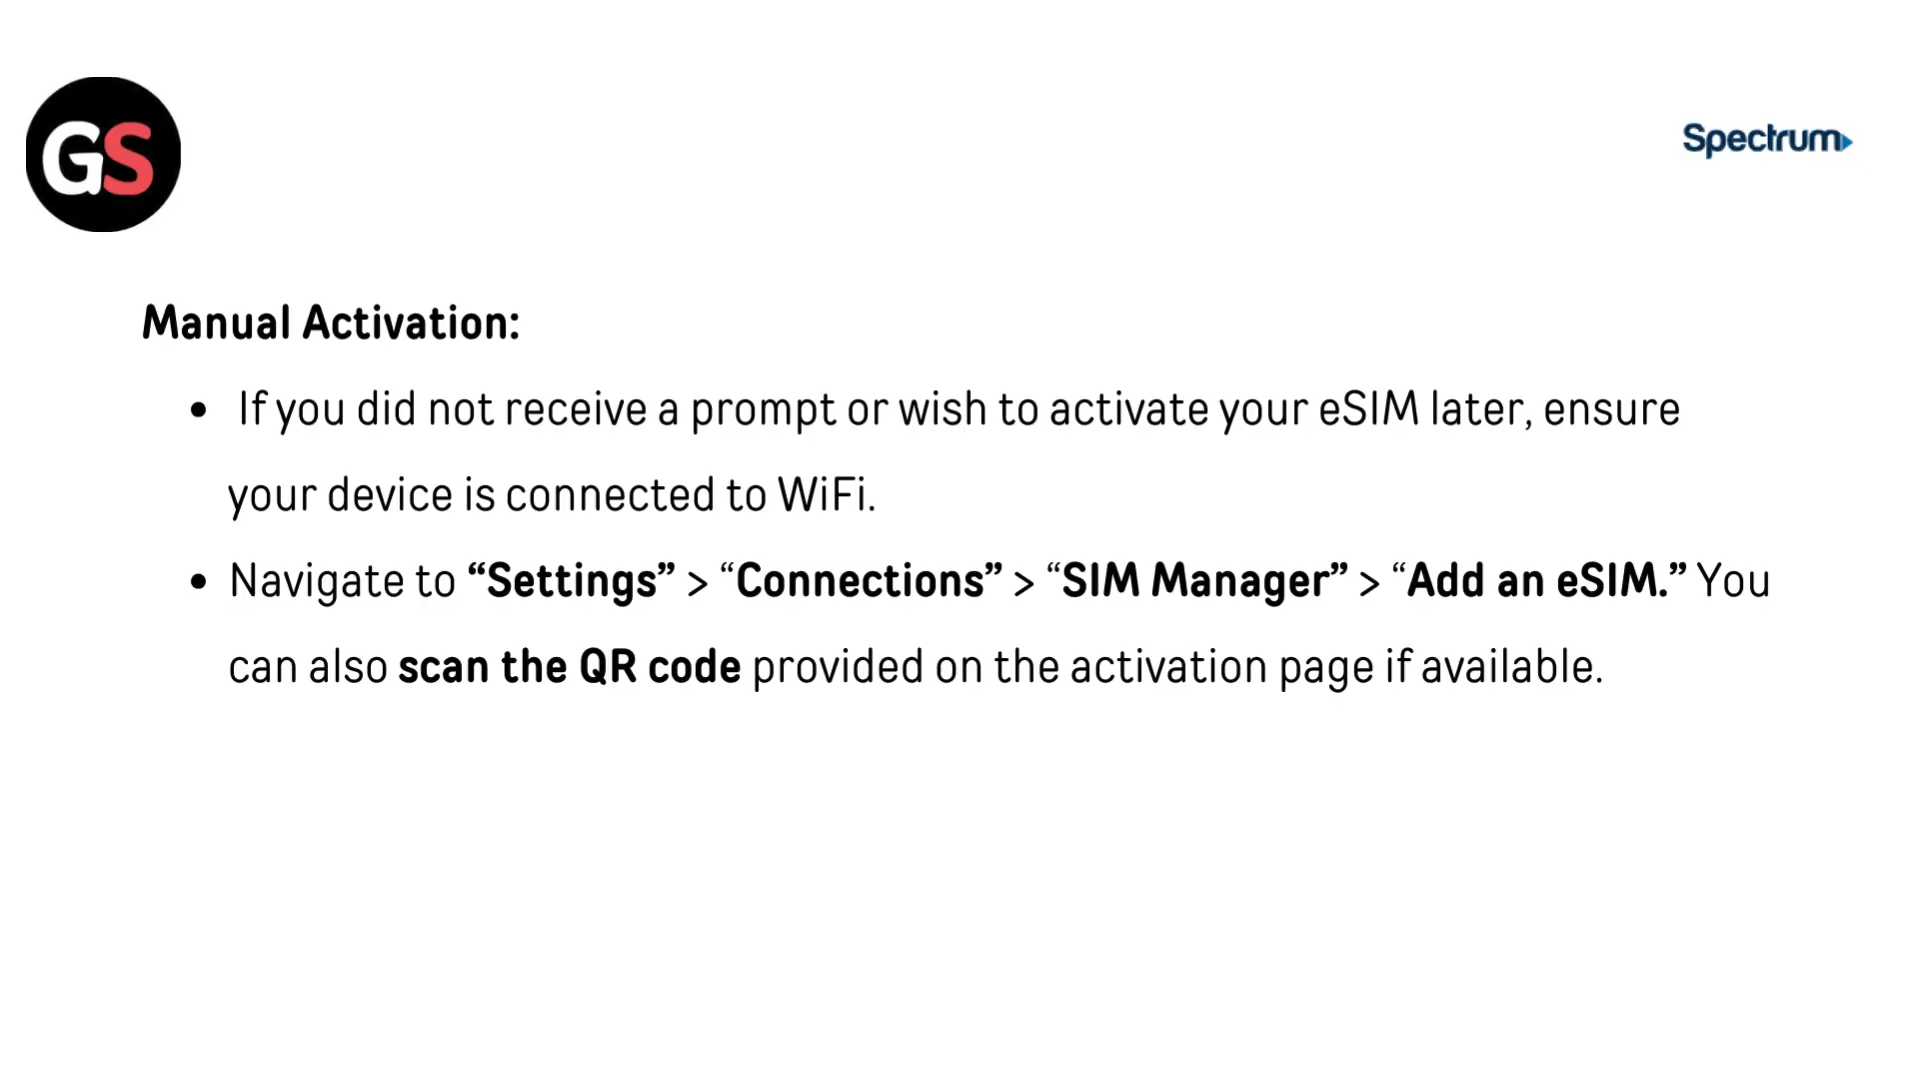 GS
Spectrum
Manual Activation:
• If you did not receive a prompt or wish to activate your eSIM later, ensure
your device is connected to WiFi.
• Navigate to “Settings” > “Connections” > “SIM Manager” > “Add an eSIM.” You
can also scan the QR code provided on the activation page if available.